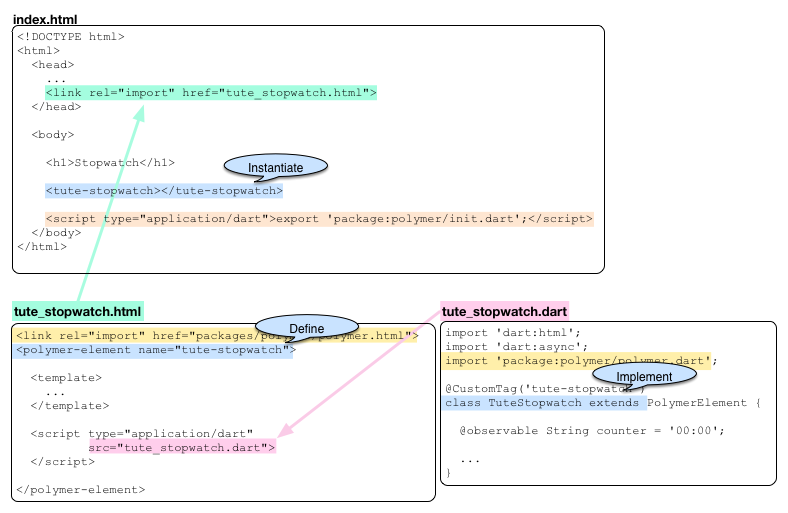 index.html
<!DOCTYPE html>
<html>
<head>
...
<link rel="import" href="tute_stopwatch.html">
</head>
<body>
<h1>Stopwatch</h1>
Instantiate
<tute-stopwatch></tute-stopwatch>
<script type="application/dart">export 'package:polymer/init.dart';</script>
</body>
</html>
tute_stopwatch.html
<link rel="import" href="packages/polymer/polymer.html">
Define
<polymer-element name="tute-stopwatch">
<template>
...
</template>
<script type="application/dart"
src="tute_stopwatch.dart">
</script>
</polymer-element>
tute_stopwatch.dart
import 'dart:html';
import 'dart:async';
import 'package:polymer/polymer.dart';
Implement
@CustomTag('tute-stopwatch')
class TuteStopwatch extends PolymerElement {
@observable String counter = '00:00';
...
}